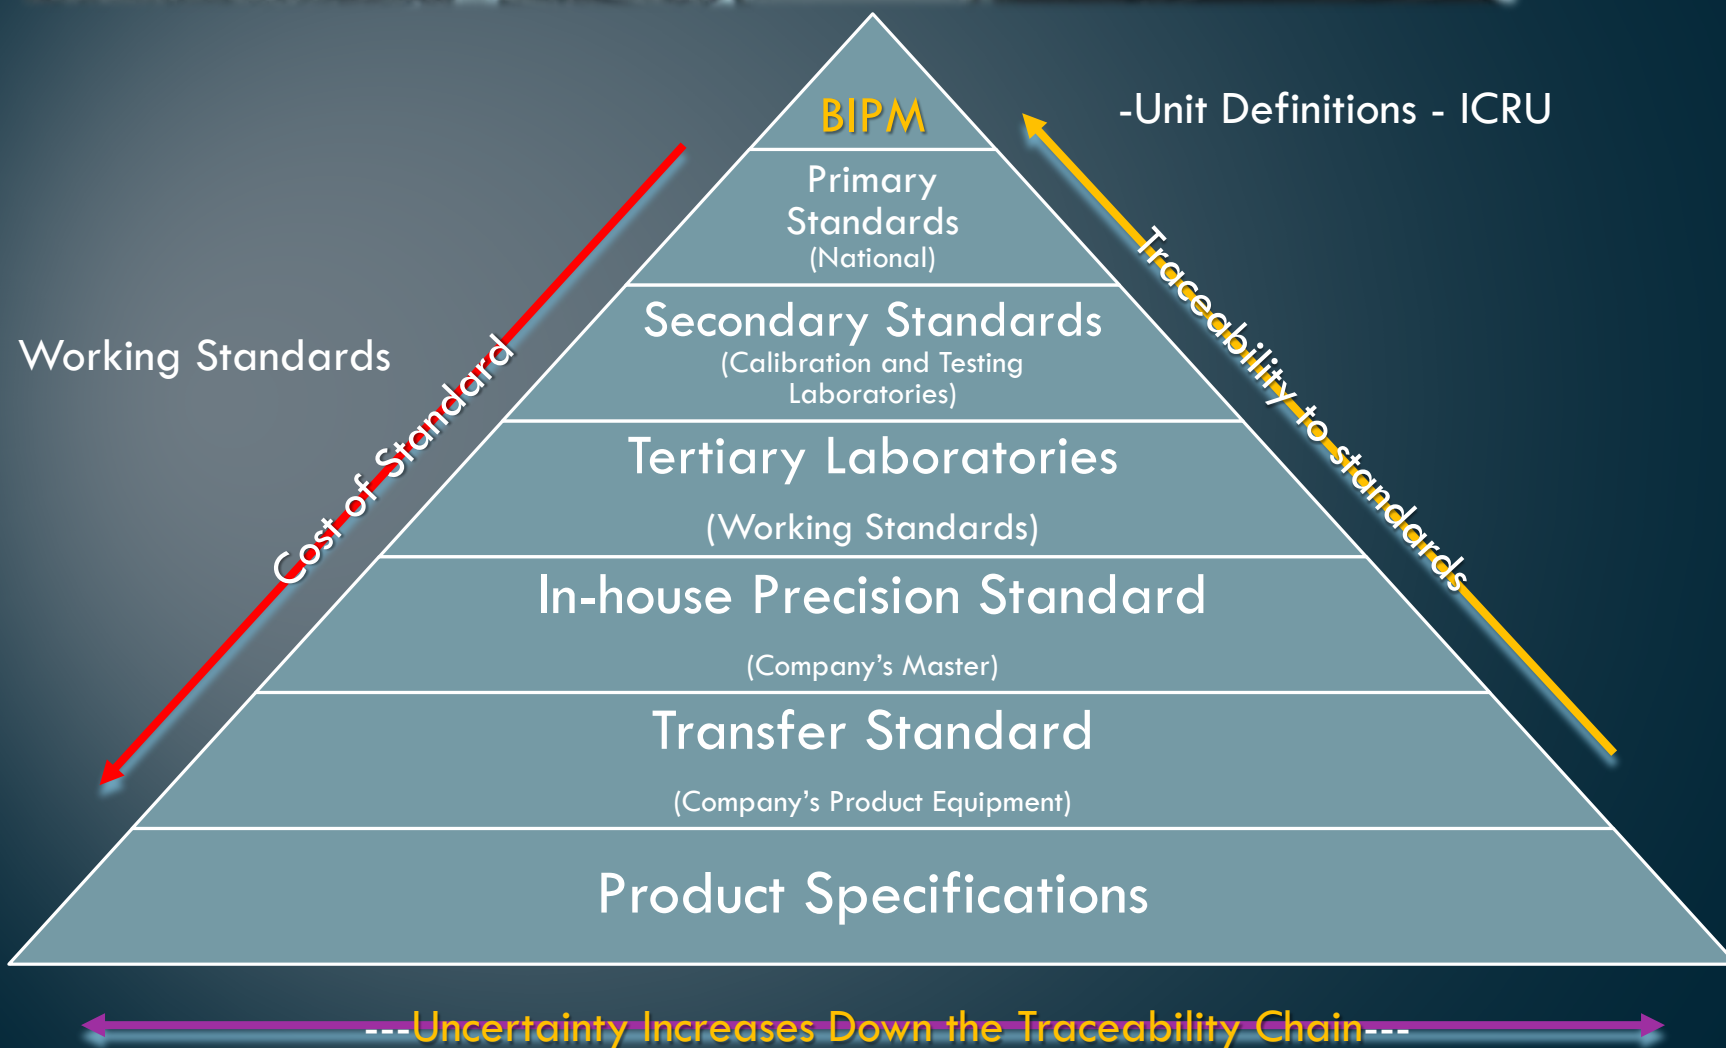 BIPM
-Unit Definitions - ICRU
Primary
Standards
(National)
Secondary Standards
(Calibration and Testing
Laboratories)
Working Standards
Cost of Standard
Traceability to standards
Tertiary Laboratories
(Working Standards)
In-house Precision Standard
(Company’s Master)
Transfer Standard
(Company’s Product Equipment)
Product Specifications
---Uncertainty Increases Down the Traceability Chain---